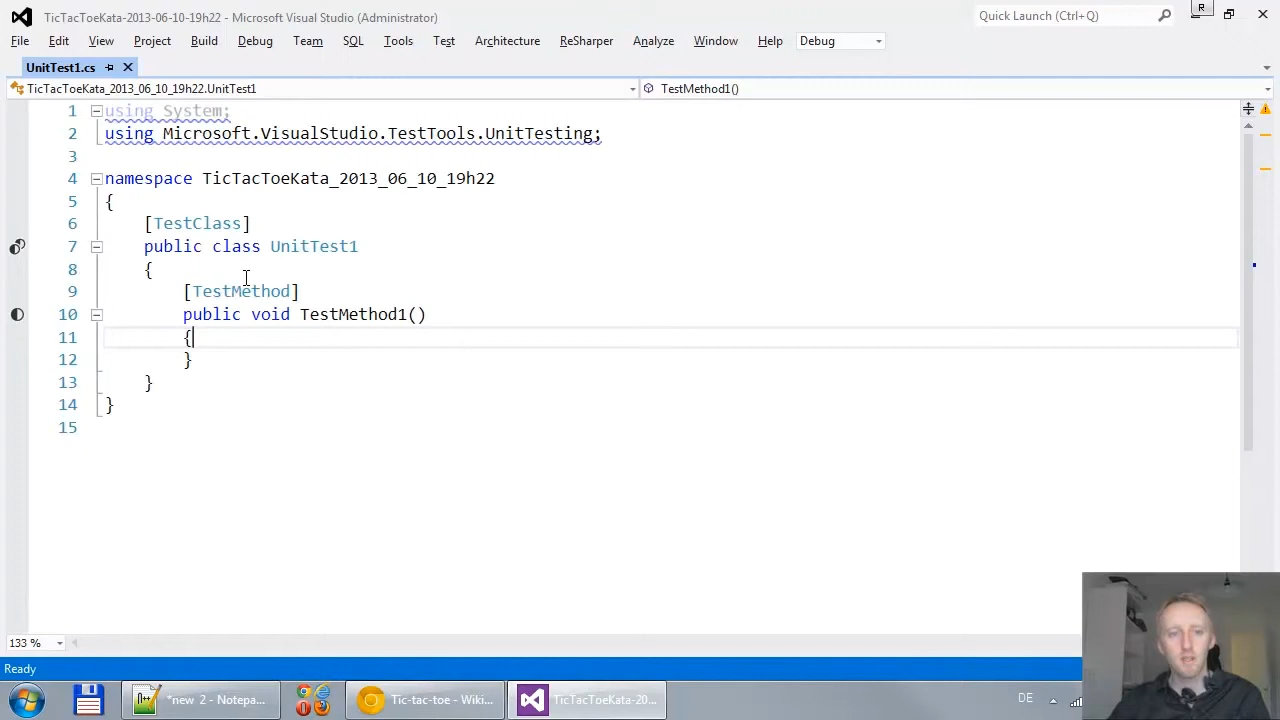 TicTacToeKata-2013-06-10-19h22 - Microsoft Visual Studio (Administrator)
Quick Launch (Ctrl+Q)
R
File Edit View Project Build Debug Team SQL Tools Test Architecture ReSharper Analyze Window Help Debug
UnitTest1.cs
TicTacToeKata_2013_06_10_19h22.UnitTest1
TestMethod1()
1 using System;
2 using Microsoft.VisualStudio.TestTools.UnitTesting;
3
4 namespace TicTacToeKata_2013_06_10_19h22
5 {
6 [TestClass]
7 public class UnitTest1
8 {
9 [TestMethod]
10 public void TestMethod1()
11 {
12 }
13 }
14 }
15
133 %
Ready
*new 2 - Notepa...
Tic-tac-toe - Wiki...
TicTacToeKata-20...
DE